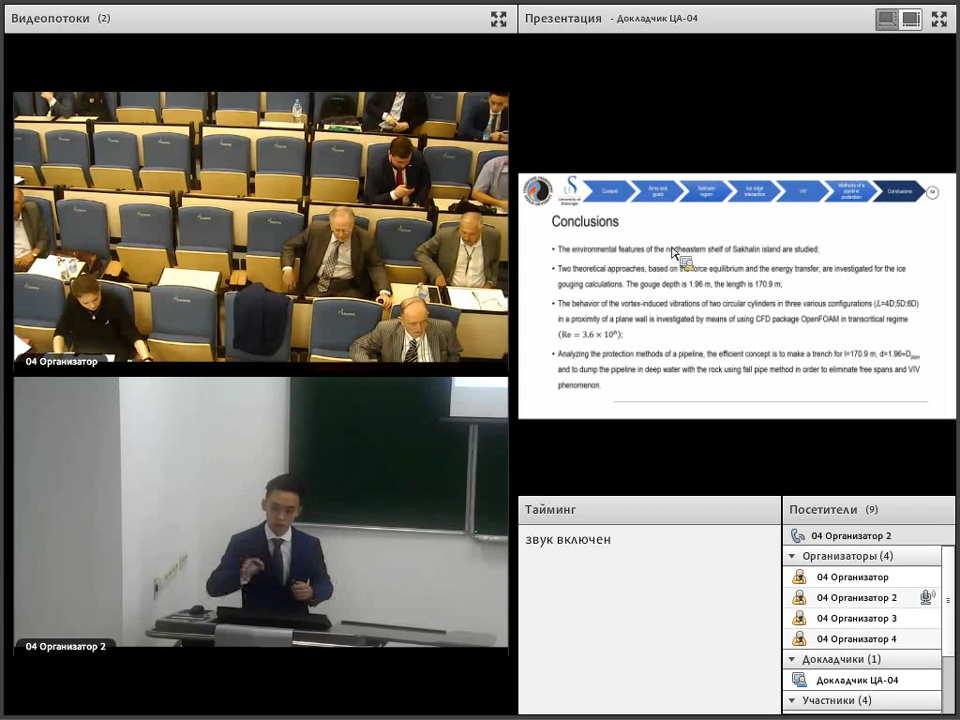 Видеопотоки (2)
04 Организатор
04 Организатор 2
Презентация - Докладчик ЦА-04
University of Stavanger
Content
Aims and goals
Sakhalin region
Ice ridge interaction
VIV
Methods of a pipeline protection
Conclusions
14
Conclusions
• The environmental features of the northeastern shelf of Sakhalin island are studied;
• Two theoretical approaches, based on the force equilibrium and the energy transfer, are investigated for the ice
gouging calculations. The gouge depth is 1.96 m, the length is 170.9 m;
• The behavior of the vortex-induced vibrations of two circular cylinders in three various configurations (L=4D;5D;6D)
in a proximity of a plane wall is investigated by means of using CFD package OpenFOAM in transcritical regime
(Re = 3.6 × 10⁶);
• Analyzing the protection methods of a pipeline, the efficient concept is to make a trench for l=170.9 m, d=1.96+Dpipe
and to dump the pipeline in deep water with the rock using fall pipe method in order to eliminate free spans and VIV
phenomenon.
Тайминг
звук включен
Посетители (9)
04 Организатор 2
Организаторы (4)
04 Организатор
04 Организатор 2
04 Организатор 3
04 Организатор 4
Докладчики (1)
Докладчик ЦА-04
Участники (4)